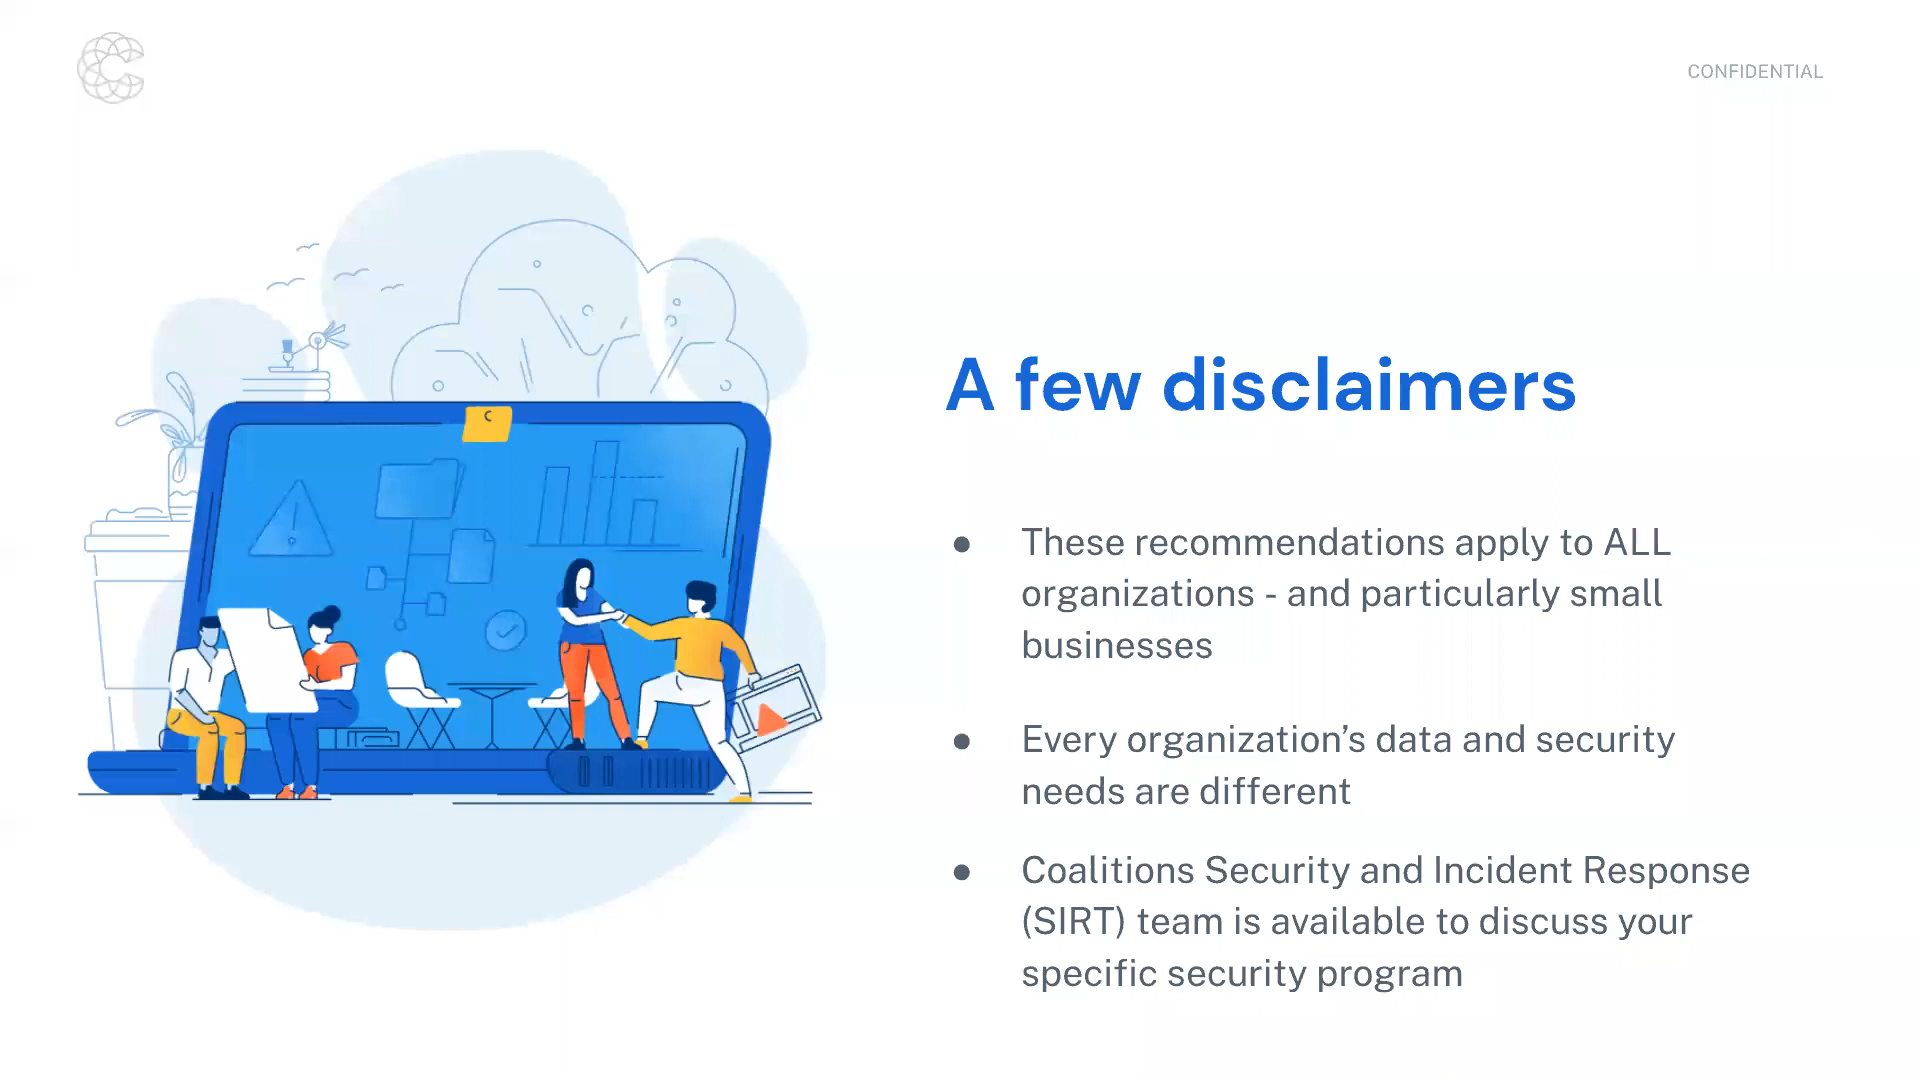 CONFIDENTIAL
C
A few disclaimers
● These recommendations apply to ALL
organizations - and particularly small
businesses
● Every organization’s data and security
needs are different
● Coalitions Security and Incident Response
(SIRT) team is available to discuss your
specific security program